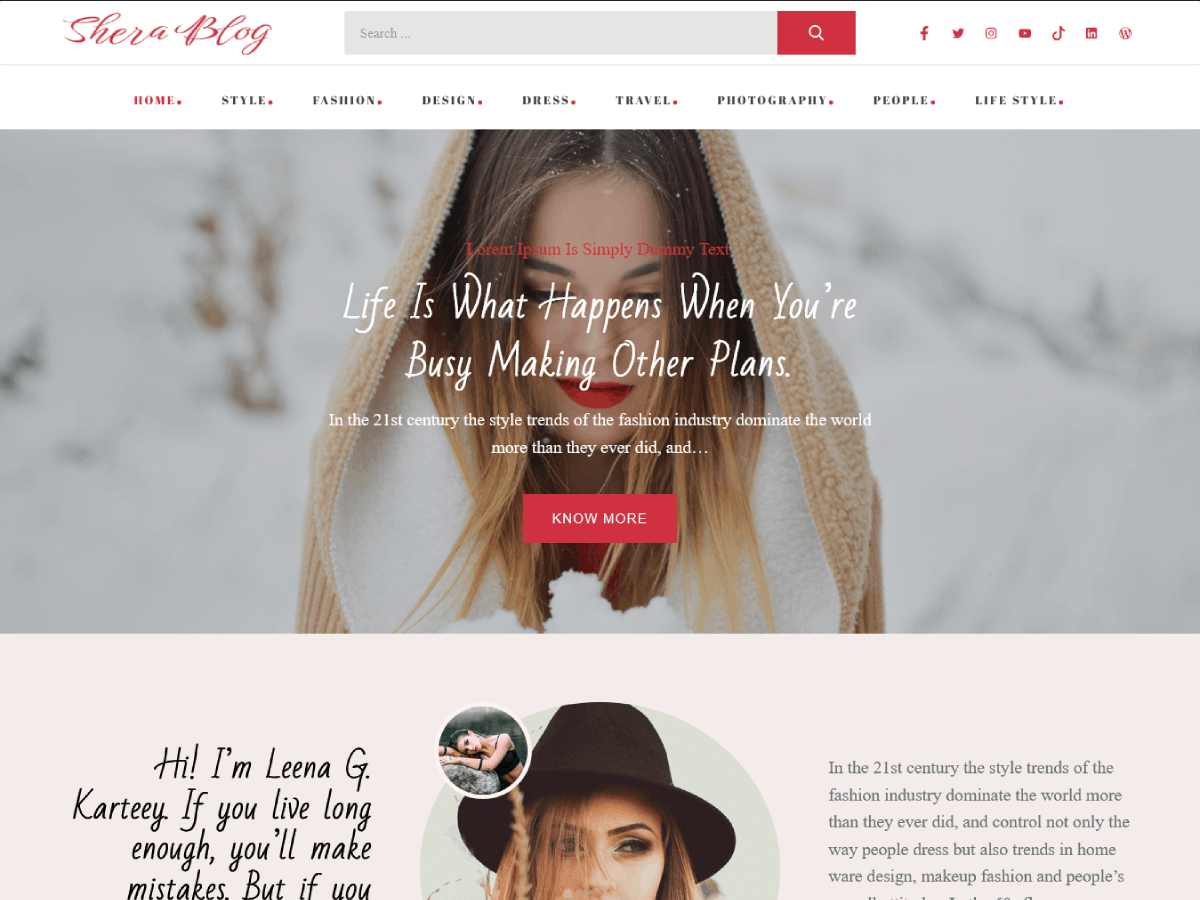 Shera Blog
Search ...
HOME.
STYLE.
FASHION.
DESIGN.
DRESS.
TRAVEL.
PHOTOGRAPHY.
PEOPLE.
LIFE STYLE.
Lorem Ipsum Is Simply Dummy Text
Life Is What Happens When You’re
Busy Making Other Plans.
In the 21st century the style trends of the fashion industry dominate the world
more than they ever did, and…
KNOW MORE
Hi! I’m Leena G.
Karteey. If you live long
enough, you’ll make
mistakes. But if you
In the 21st century the style trends of the
fashion industry dominate the world more
than they ever did, and control not only the
way people dress but also trends in home
ware design, makeup fashion and people’s